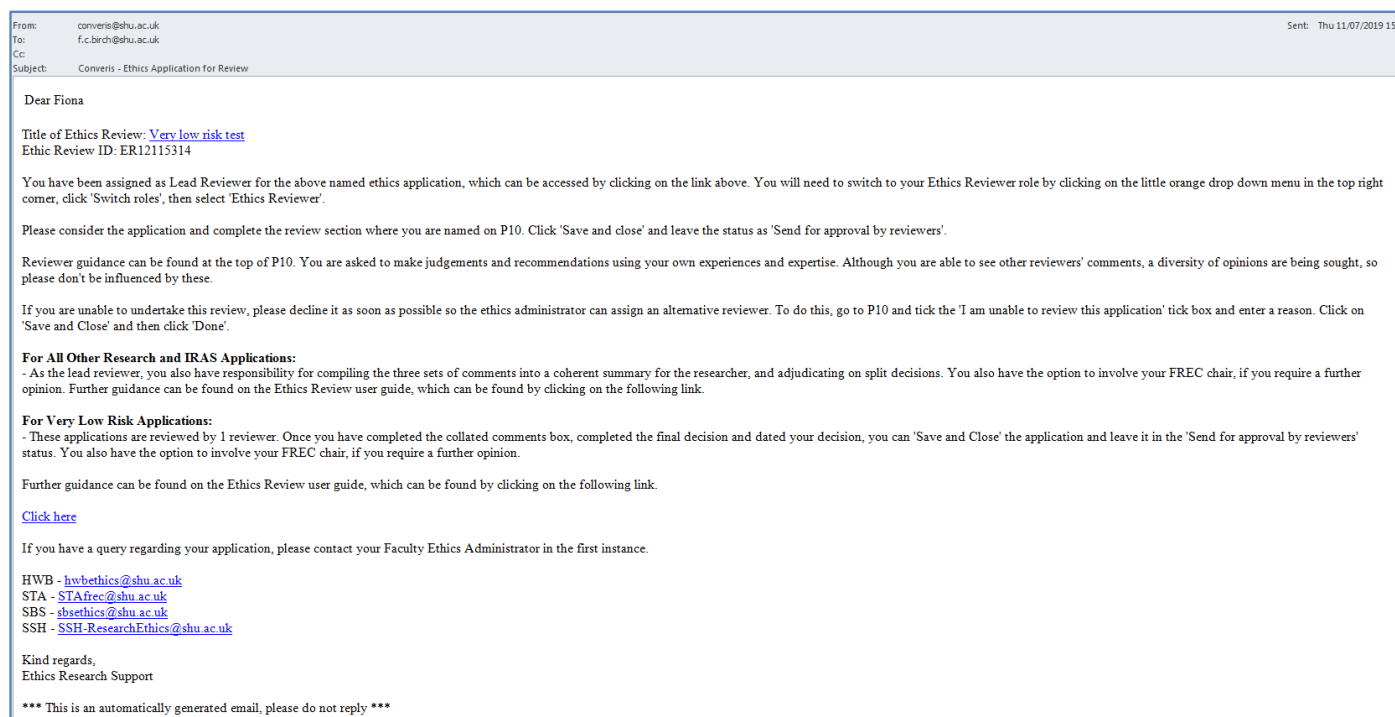 From: converis@shu.ac.uk Sent: Thu 11/07/2019 15
To: f.c.birch@shu.ac.uk
Cc:
Subject: Converis - Ethics Application for Review
Dear Fiona
Title of Ethics Review: Very low risk test
Ethic Review ID: ER12115314
You have been assigned as Lead Reviewer for the above named ethics application, which can be accessed by clicking on the link above. You will need to switch to your Ethics Reviewer role by clicking on the little orange drop down menu in the top right
corner, click 'Switch roles', then select 'Ethics Reviewer'.
Please consider the application and complete the review section where you are named on P10. Click 'Save and close' and leave the status as 'Send for approval by reviewers'.
Reviewer guidance can be found at the top of P10. You are asked to make judgements and recommendations using your own experiences and expertise. Although you are able to see other reviewers' comments, a diversity of opinions are being sought, so
please don't be influenced by these.
If you are unable to undertake this review, please decline it as soon as possible so the ethics administrator can assign an alternative reviewer. To do this, go to P10 and tick the 'I am unable to review this application' tick box and enter a reason. Click on
'Save and Close' and then click 'Done'.
For All Other Research and IRAS Applications:
- As the lead reviewer, you also have responsibility for compiling the three sets of comments into a coherent summary for the researcher, and adjudicating on split decisions. You also have the option to involve your FREC chair, if you require a further
opinion. Further guidance can be found on the Ethics Review user guide, which can be found by clicking on the following link.
For Very Low Risk Applications:
- These applications are reviewed by 1 reviewer. Once you have completed the collated comments box, completed the final decision and dated your decision, you can 'Save and Close' the application and leave it in the 'Send for approval by reviewers'
status. You also have the option to involve your FREC chair, if you require a further opinion.
Further guidance can be found on the Ethics Review user guide, which can be found by clicking on the following link.
Click here
If you have a query regarding your application, please contact your Faculty Ethics Administrator in the first instance.
HWB - hwbethics@shu.ac.uk
STA - STAfrec@shu.ac.uk
SBS - sbsethics@shu.ac.uk
SSH - SSH-ResearchEthics@shu.ac.uk
Kind regards,
Ethics Research Support
*** This is an automatically generated email, please do not reply ***